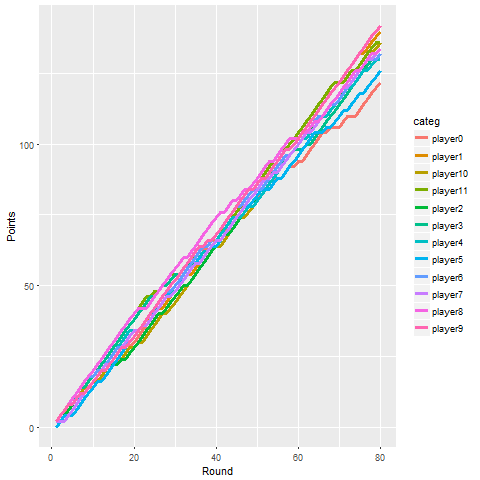 Points
100
50
0
0
20
40
60
80
Round
categ
player0
player1
player10
player11
player2
player3
player4
player5
player6
player7
player8
player9